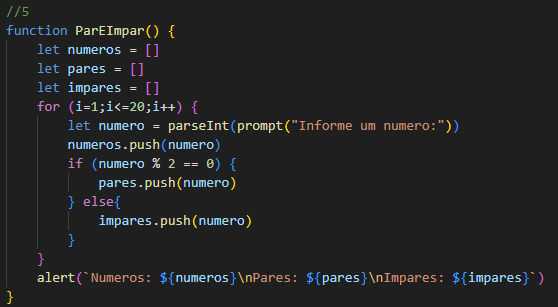 //5
function ParEImpar() {
    let numeros = []
    let pares = []
    let impares = []
    for (i=1;i<=20;i++) {
        let numero = parseInt(prompt("Informe um numero:"))
        numeros.push(numero)
        if (numero % 2 == 0) {
            pares.push(numero)
        } else{
            impares.push(numero)
        }
    }
    alert(`Numeros: ${numeros}\nPares: ${pares}\nImpares: ${impares}`)
}